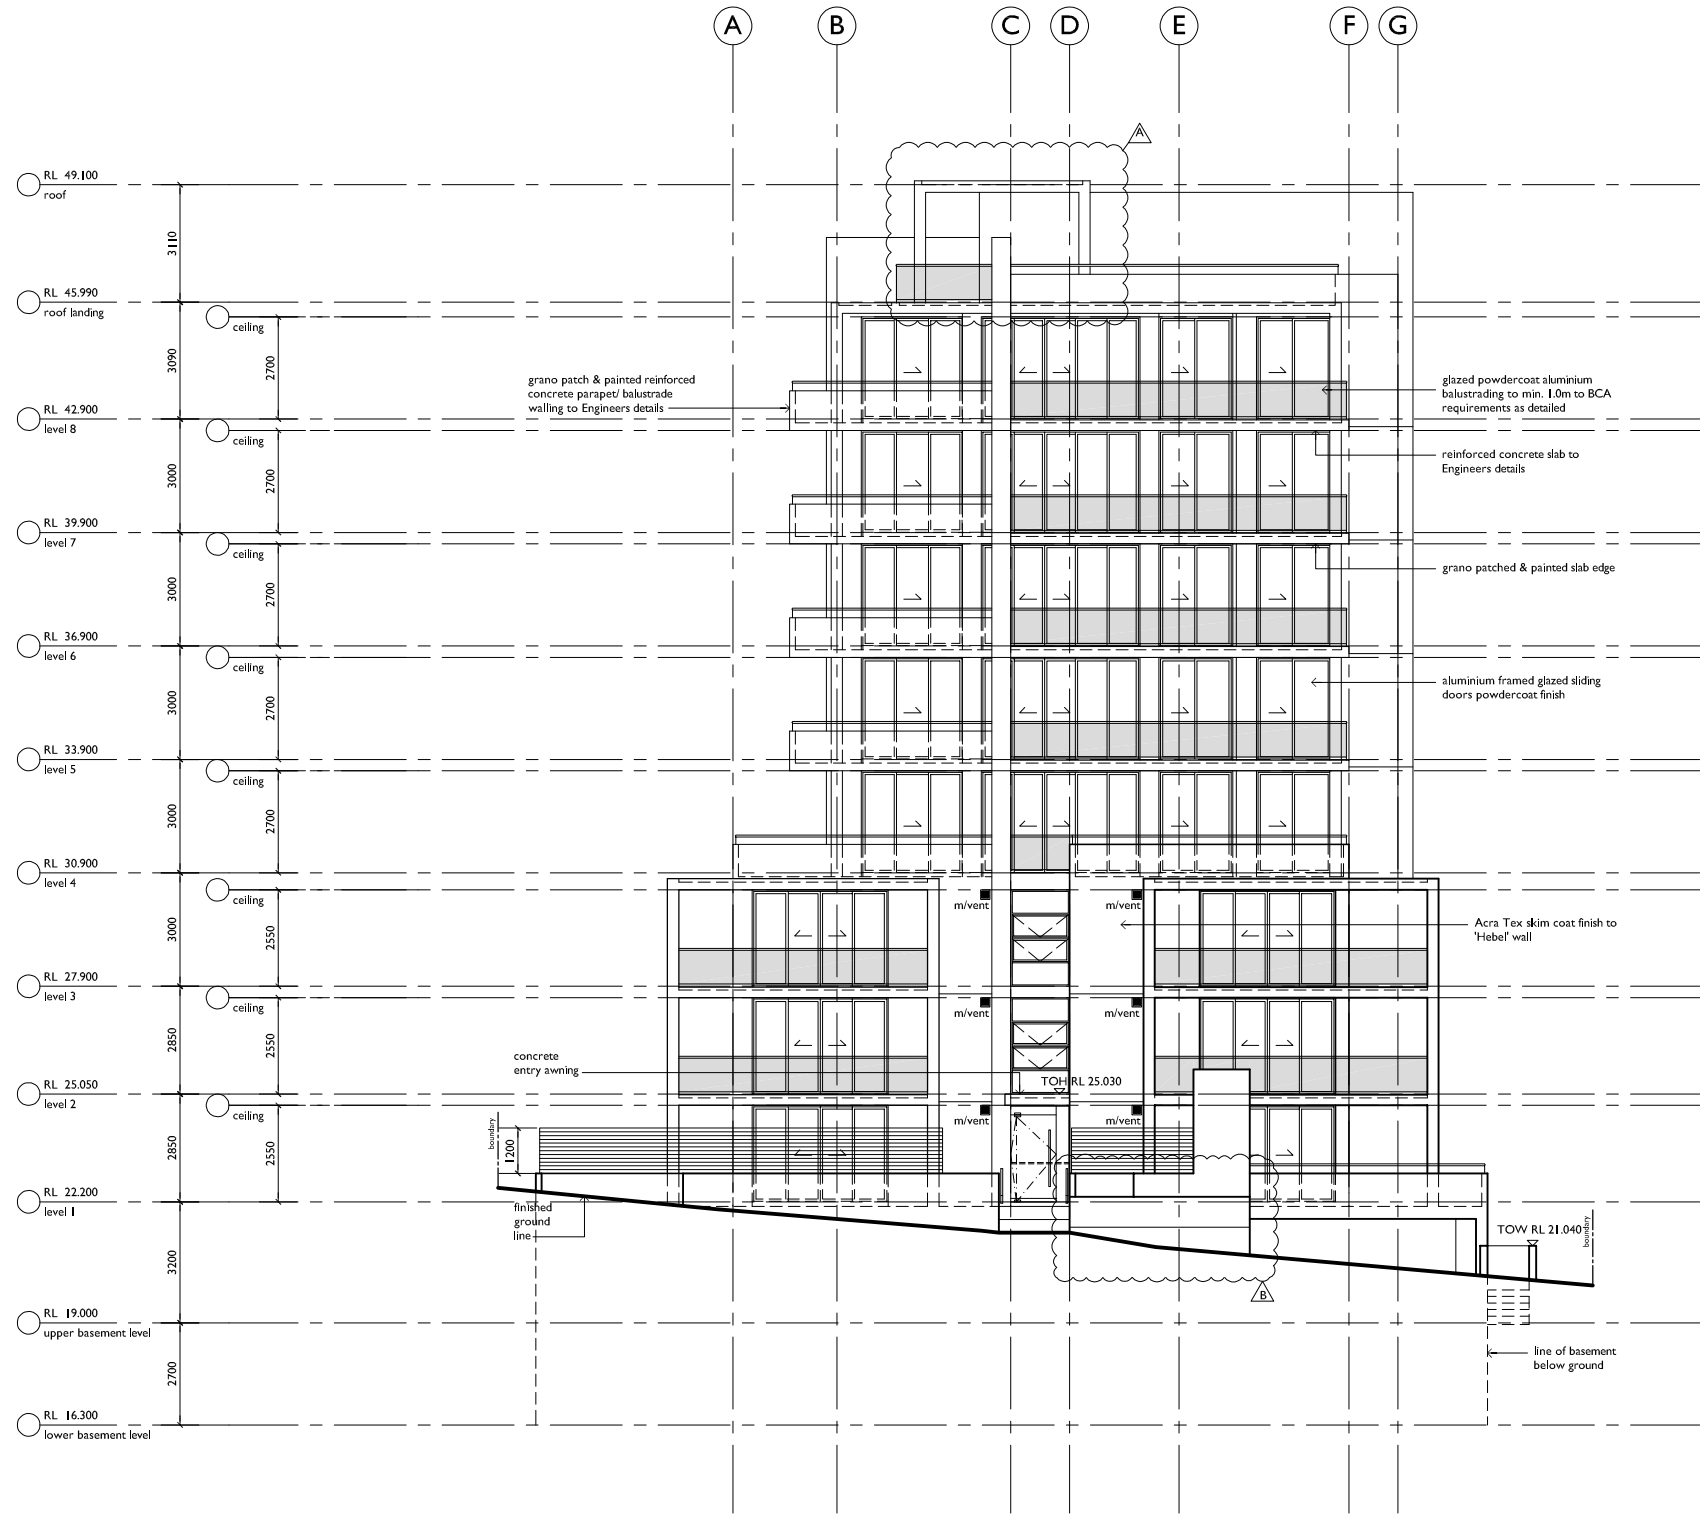 A B C D E F G
A
RL 49.100
roof
3110
RL 45.990
roof landing
ceiling
3090
2700
grano patch & painted reinforced
concrete parapet/ balustrade
walling to Engineers details
glazed powdercoat aluminium
balustrading to min. 1.0m to BCA
requirements as detailed
RL 42.900
level 8
ceiling
reinforced concrete slab to
Engineers details
3000
2700
RL 39.900
level 7
ceiling
grano patched & painted slab edge
3000
2700
RL 36.900
level 6
ceiling
aluminium framed glazed sliding
doors powdercoat finish
3000
2700
RL 33.900
level 5
ceiling
3000
2700
RL 30.900
level 4
ceiling
m/vent
m/vent
Acra Tex skim coat finish to
'Hebel' wall
3000
2550
RL 27.900
level 3
ceiling
m/vent
m/vent
2850
2550
concrete
entry awning
TOH RL 25.030
RL 25.050
level 2
ceiling
m/vent
m/vent
boundary
1200
2850
2550
RL 22.200
level 1
finished
ground
line
TOW RL 21.040
boundary
3200
B
RL 19.000
upper basement level
line of basement
below ground
2700
RL 16.300
lower basement level